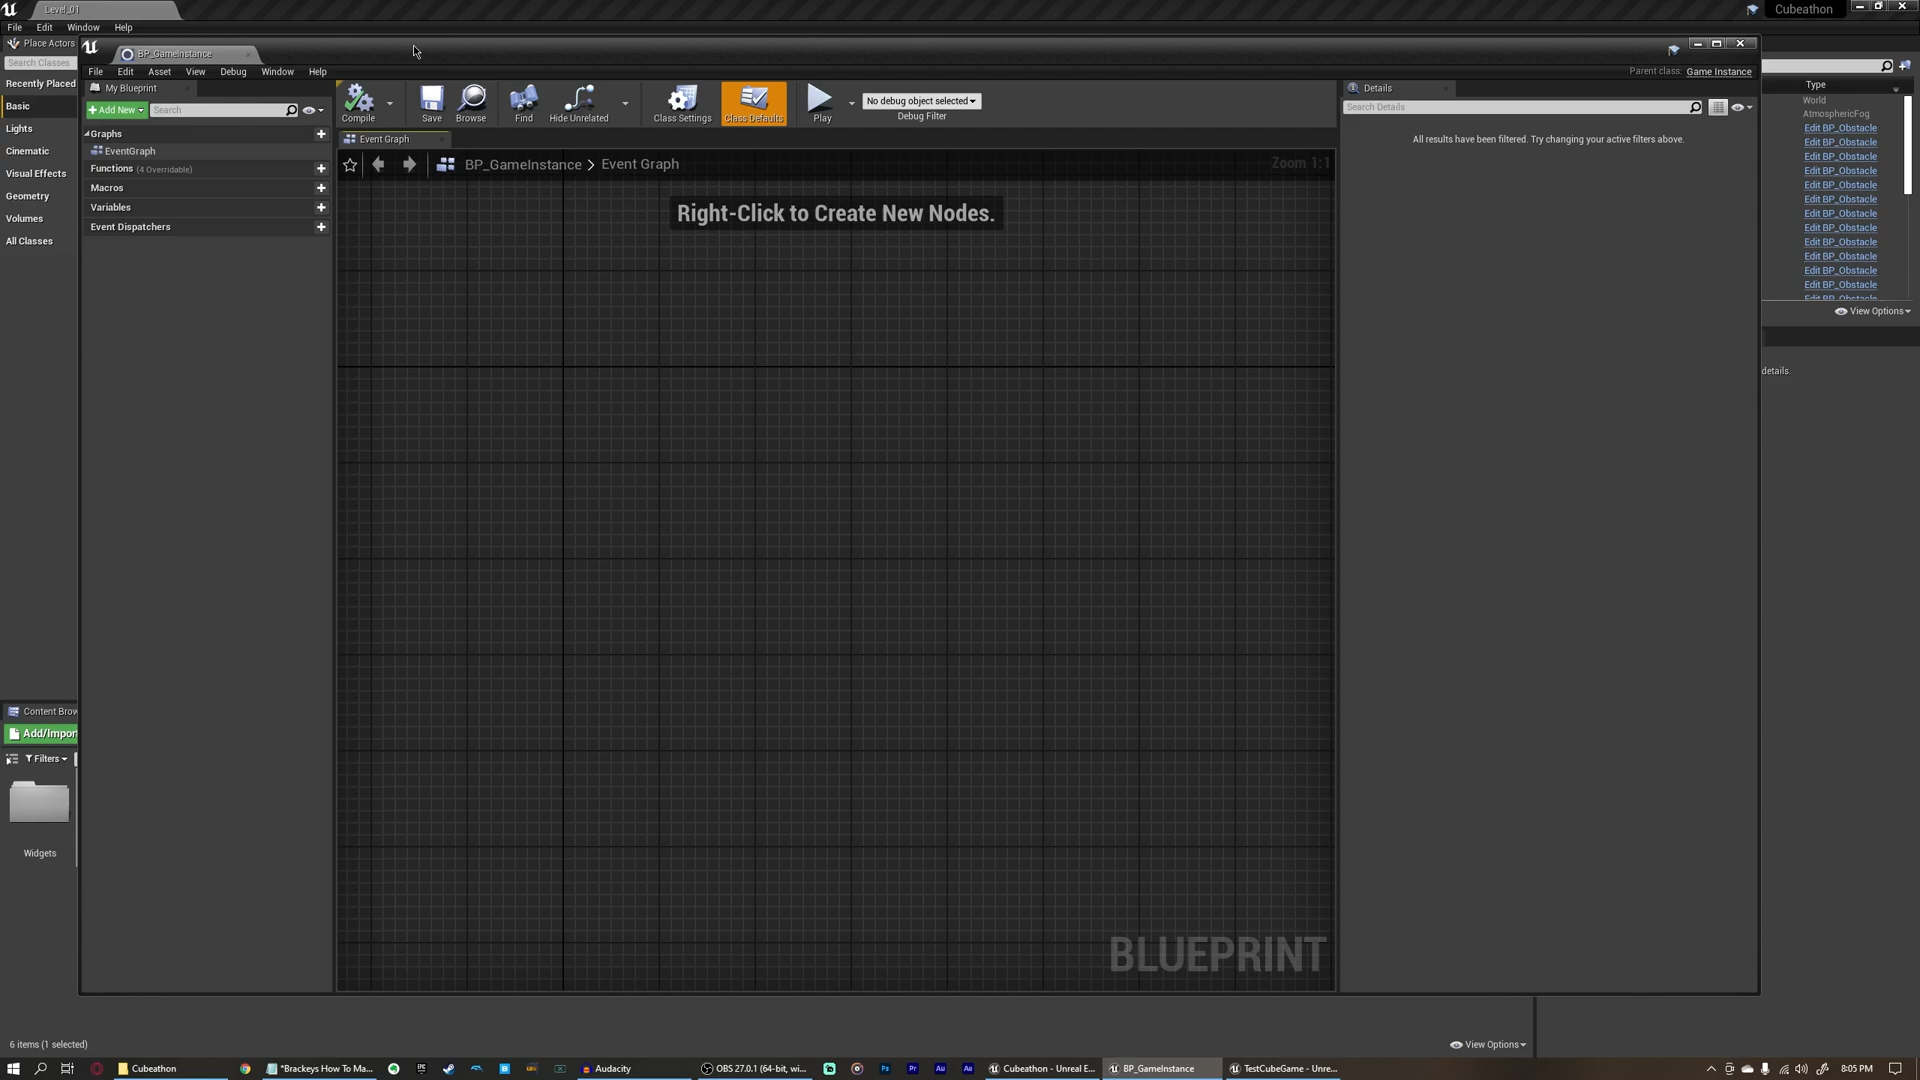 Level_01
Cubeathon
File Edit Window Help
Place Actors
Search Classes
Recently Placed
Basic
Lights
Cinematic
Visual Effects
Geometry
Volumes
All Classes
BP_GameInstance
File Edit Asset View Debug Window Help
Parent class: Game Instance
My Blueprint
Add New
Search
Graphs
EventGraph
Functions (4 Overridable)
Macros
Variables
Event Dispatchers
Compile
Save
Browse
Find
Hide Unrelated
Class Settings
Class Defaults
Play
No debug object selected
Debug Filter
Event Graph
BP_GameInstance > Event Graph
Zoom 1:1
Right-Click to Create New Nodes.
BLUEPRINT
Details
Search Details
All results have been filtered. Try changing your active filters above.
Type
World
AtmosphericFog
Edit BP_Obstacle
Edit BP_Obstacle
Edit BP_Obstacle
Edit BP_Obstacle
Edit BP_Obstacle
Edit BP_Obstacle
Edit BP_Obstacle
Edit BP_Obstacle
Edit BP_Obstacle
Edit BP_Obstacle
Edit BP_Obstacle
Edit BP_Obstacle
Edit BP_Obstacle
View Options
details.
Content Brow
Add/Impor
Filters
Widgets
6 items (1 selected)
View Options
Cubeathon
*Brackeys How To Ma...
Audacity
OBS 27.0.1 (64-bit, wi...
Cubeathon - Unreal E...
BP_GameInstance
TestCubeGame - Unre...
8:05 PM